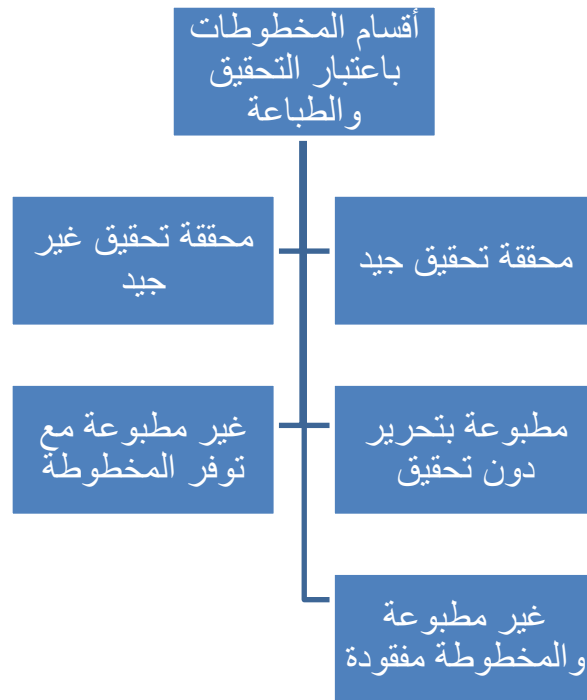 أقسام المخطوطات
باعتبار التحقيق
والطباعة
محققة تحقيق جيد
محققة تحقيق غير
جيد
مطبوعة بتحرير
دون تحقيق
غير مطبوعة مع
توفر المخطوطة
غير مطبوعة
والمخطوطة مفقودة